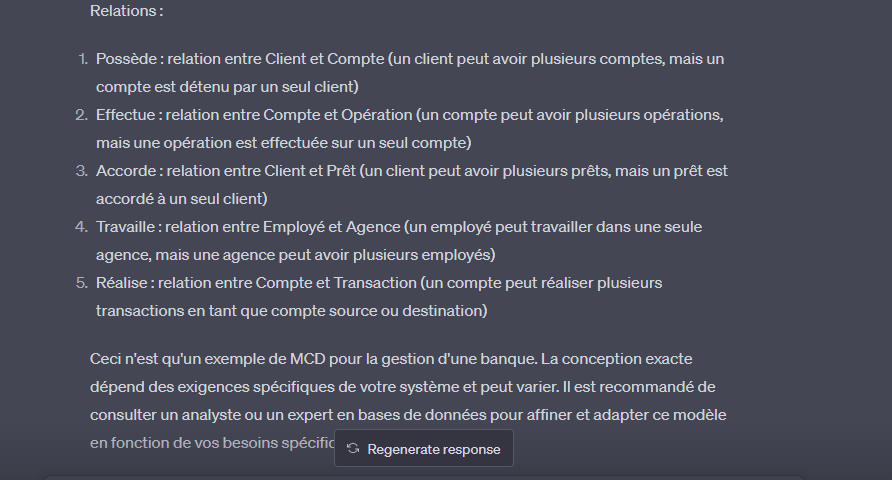 Relations :
1. Possède : relation entre Client et Compte (un client peut avoir plusieurs comptes, mais un
compte est détenu par un seul client)
2. Effectue : relation entre Compte et Opération (un compte peut avoir plusieurs opérations,
mais une opération est effectuée sur un seul compte)
3. Accorde : relation entre Client et Prêt (un client peut avoir plusieurs prêts, mais un prêt est
accordé à un seul client)
4. Travaille : relation entre Employé et Agence (un employé peut travailler dans une seule
agence, mais une agence peut avoir plusieurs employés)
5. Réalise : relation entre Compte et Transaction (un compte peut réaliser plusieurs
transactions en tant que compte source ou destination)
Ceci n'est qu'un exemple de MCD pour la gestion d'une banque. La conception exacte
dépend des exigences spécifiques de votre système et peut varier. Il est recommandé de
consulter un analyste ou un expert en bases de données pour affiner et adapter ce modèle
en fonction de vos besoins
Regenerate response